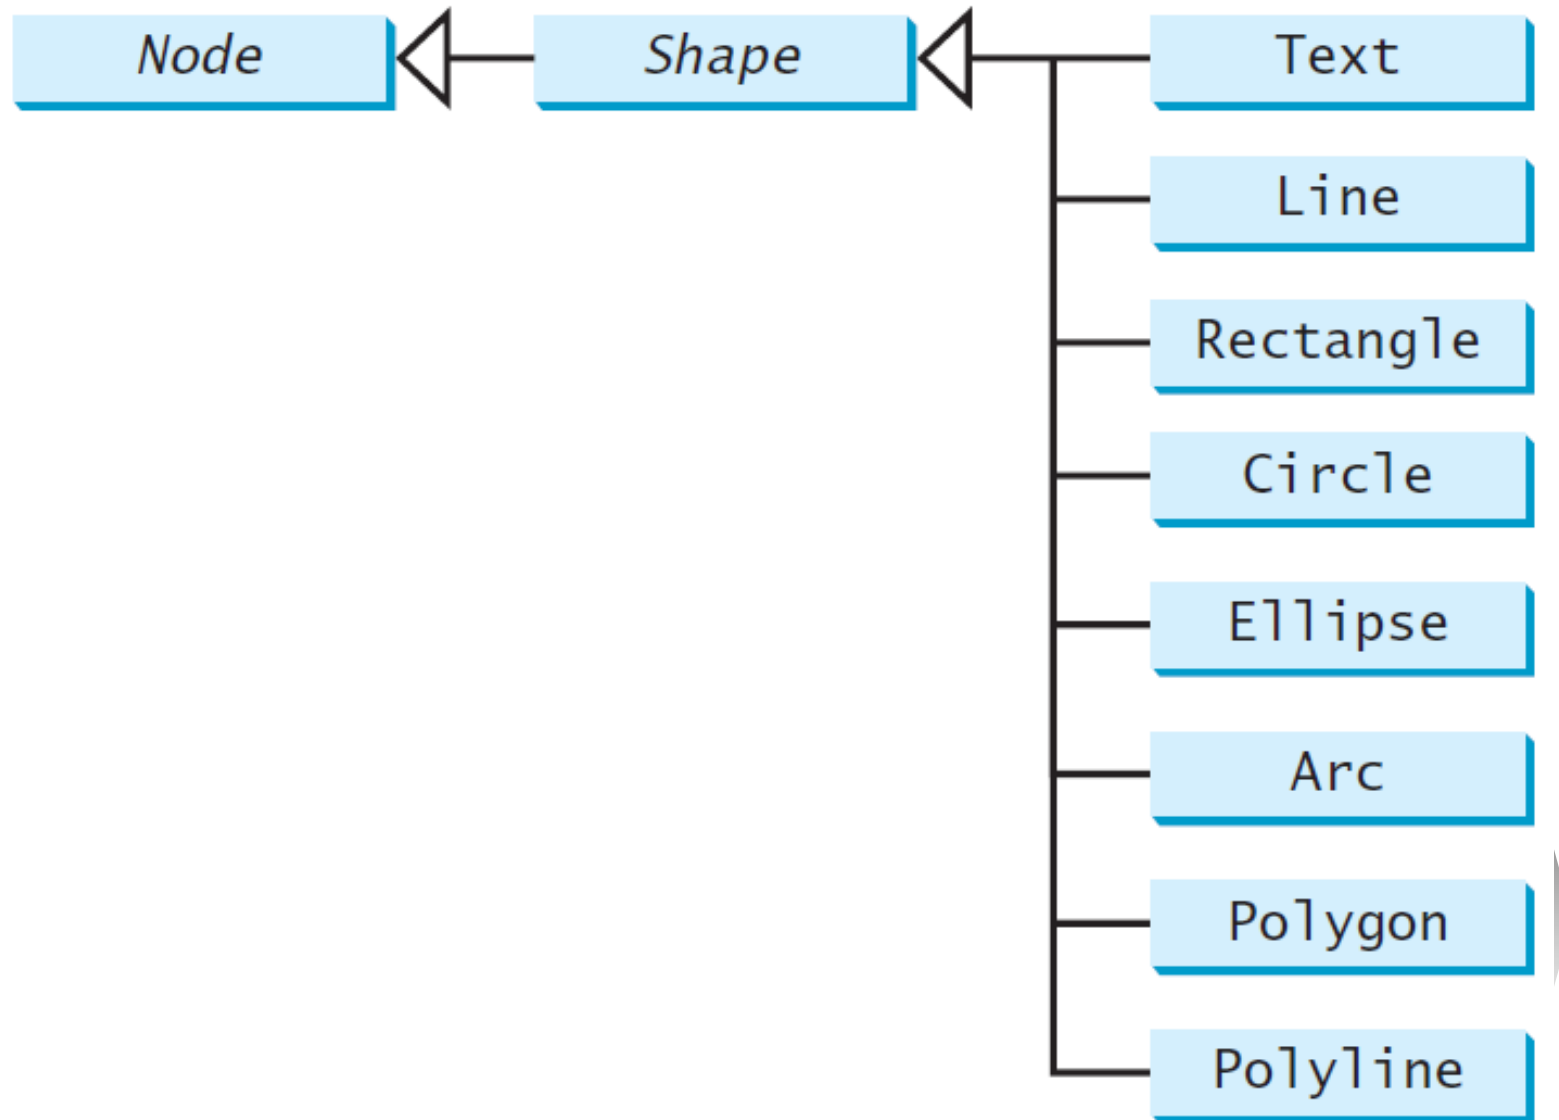 Node
Shape
Text
Line
Rectangle
Circle
Ellipse
Arc
Polygon
Polyline